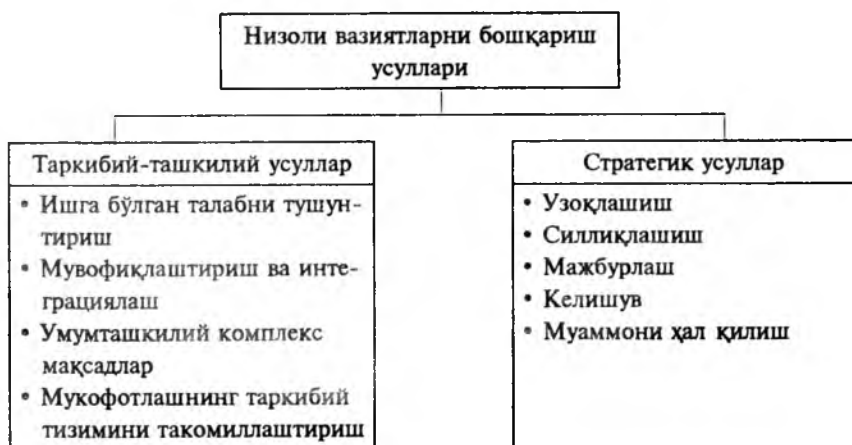 Низоли вазиятларни бошқариш
усуллари
Таркибий-ташкилий усуллар
• Ишга бўлган талабни тушун-
тириш
• Мувофиқлаштириш ва инте-
грациялаш
• Умумташкилий комплекс
мақсадлар
• Мукофотлашнинг таркибий
тизимини такомиллаштириш
Стратегик усуллар
• Узоқлашиш
• Силлиқлашиш
• Мажбурлаш
• Келишув
• Муаммони ҳал қилиш